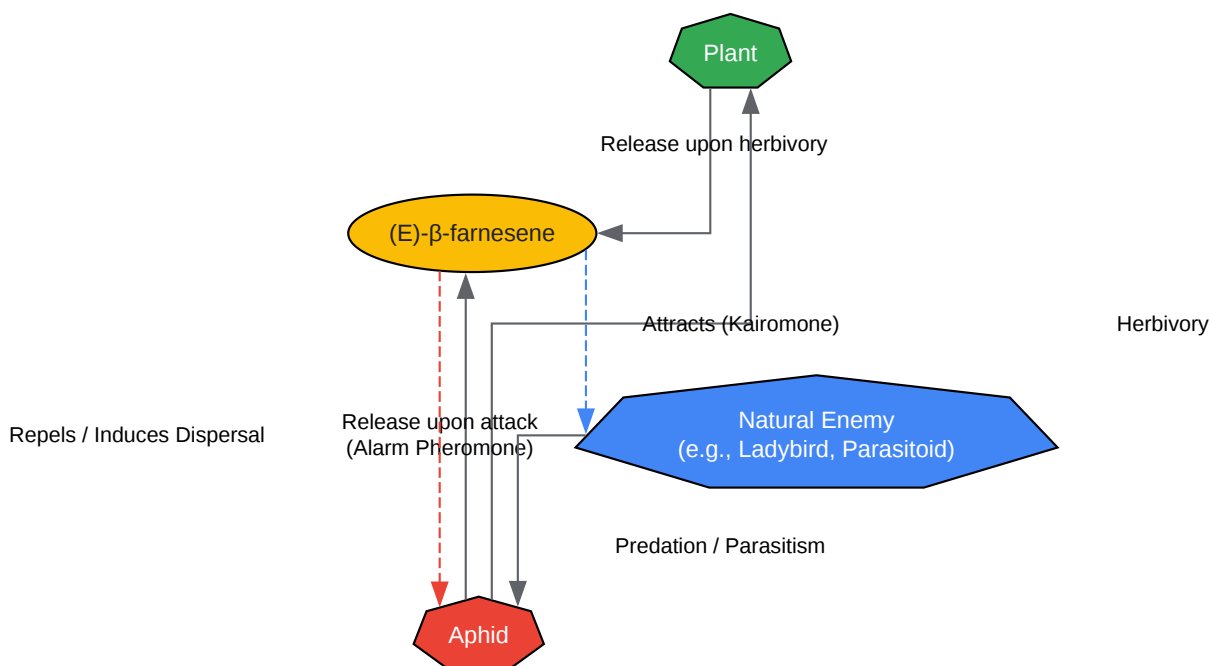 Plant
Release upon herbivory
(E)-β-farnesene
Attracts (Kairomone)
Herbivory
Repels / Induces Dispersal
Release upon attack
(Alarm Pheromone)
Natural Enemy
(e.g., Ladybird, Parasitoid)
Predation / Parasitism
Aphid